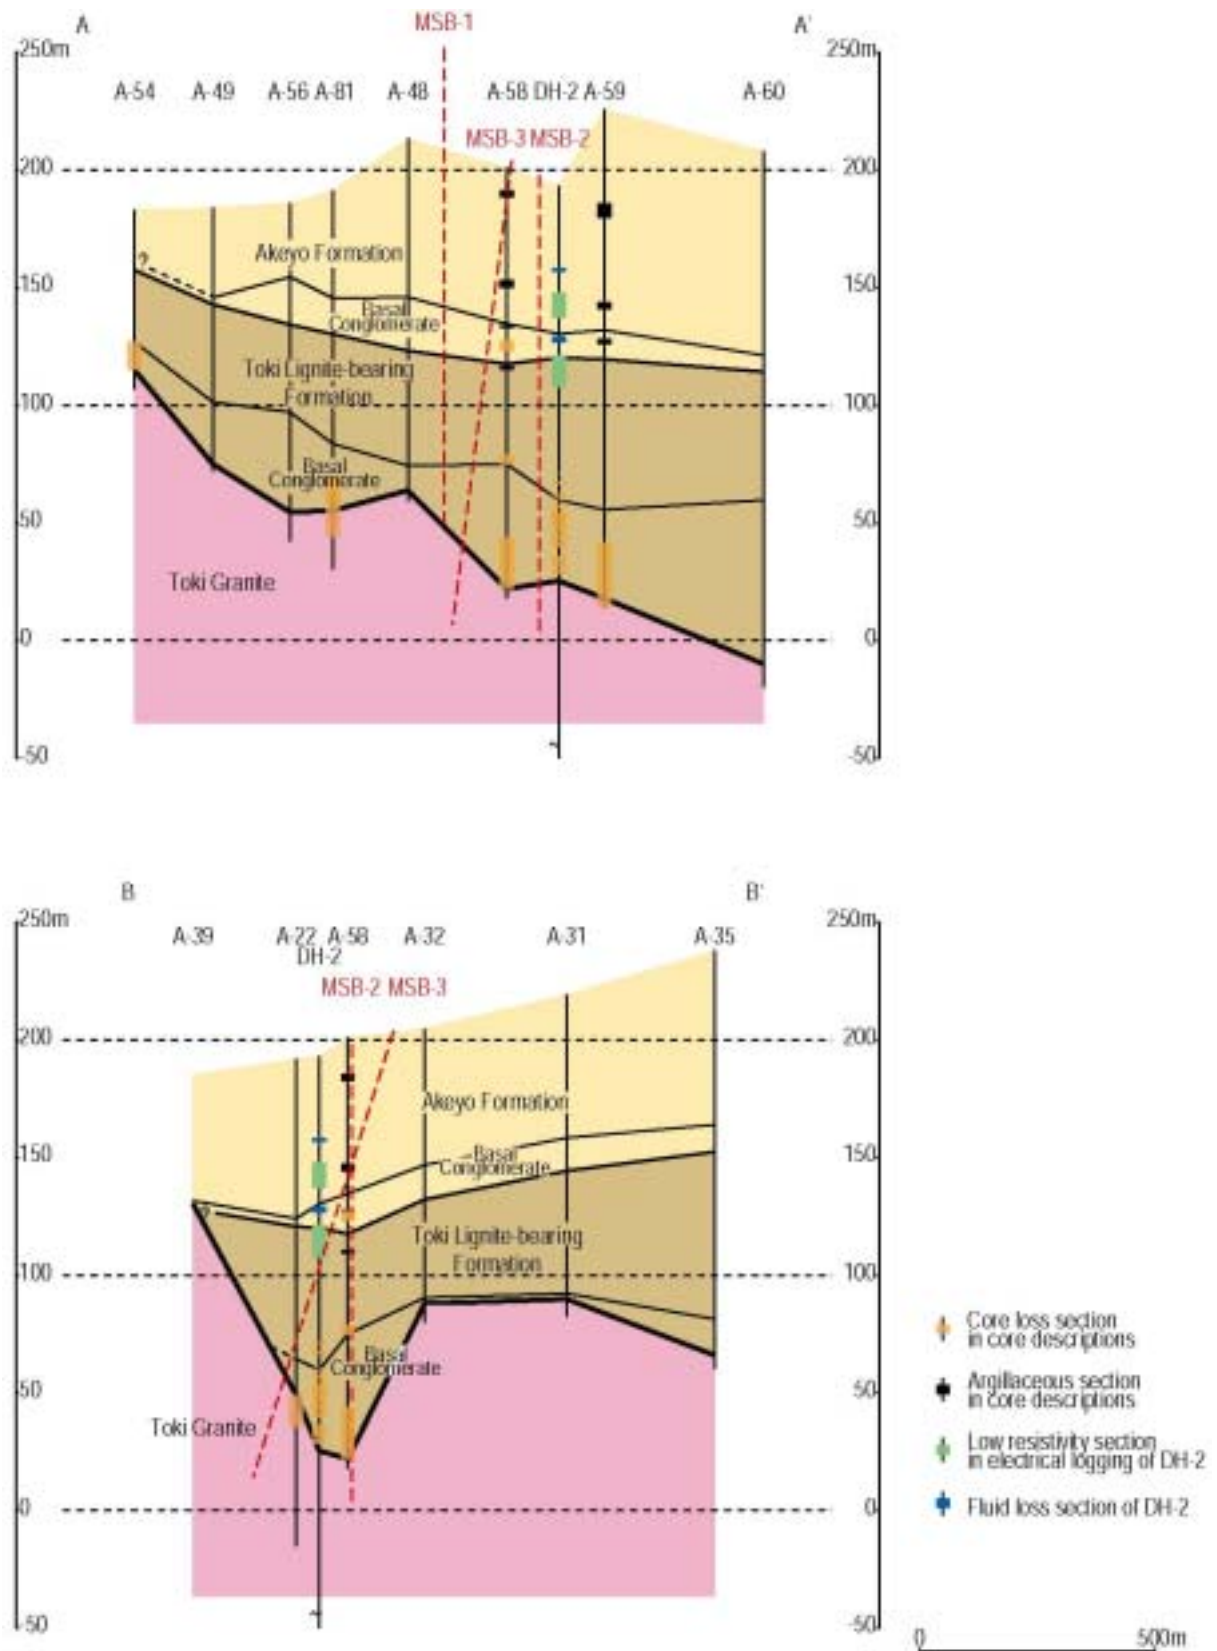 A MSB-1 A'
250m 250m
A-54 A-49 A-56 A-81 A-48 A-58 DH-2 A-59 A-60
MSB-3 MSB-2
200 200
?
Akeyo Formation
150 150
Basal
Conglomerate
Toki Lignite-bearing
Formation
100 100
Basal
Conglomerate
50 50
Toki Granite
0 0
-50 -50
B B'
250m 250m
A-39 A-22 A-58 A-32 A-31 A-35
DH-2
MSB-2 MSB-3
200 200
Akeyo Formation
150 150
Basal
Conglomerate
?
Toki Lignite-bearing
Formation
100 100
Basal
Conglomerate
50 50
Toki Granite
0 0
-50 -50
Core loss section
in core descriptions
Argillaceous section
in core descriptions
Low resistivity section
in electrical logging of DH-2
Fluid loss section of DH-2
0 500m